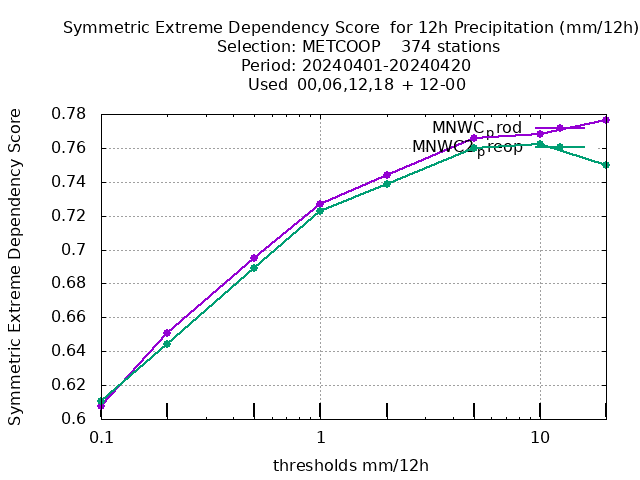 Symmetric Extreme Dependency Score  for 12h Precipitation (mm/12h)
Selection: METCOOP    374 stations
Period: 20240401-20240420
Used  00,06,12,18  + 12-00
Symmetric Extreme Dependency Score
0.78
0.76
0.74
0.72
0.7
0.68
0.66
0.64
0.62
0.6
MNWC_prod
MNWC2_preop
0.1 1 10
thresholds mm/12h